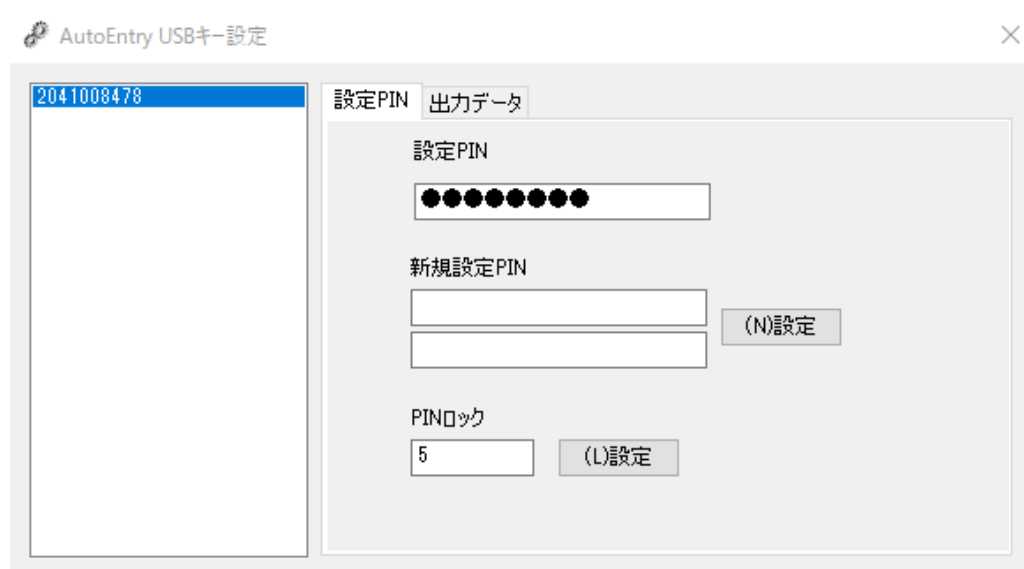 AutoEntry USBキー設定
2041008478
設定PIN
出力データ
設定PIN
●●●●●●●●
新規設定PIN
(N)設定
PINロック
5
(L)設定